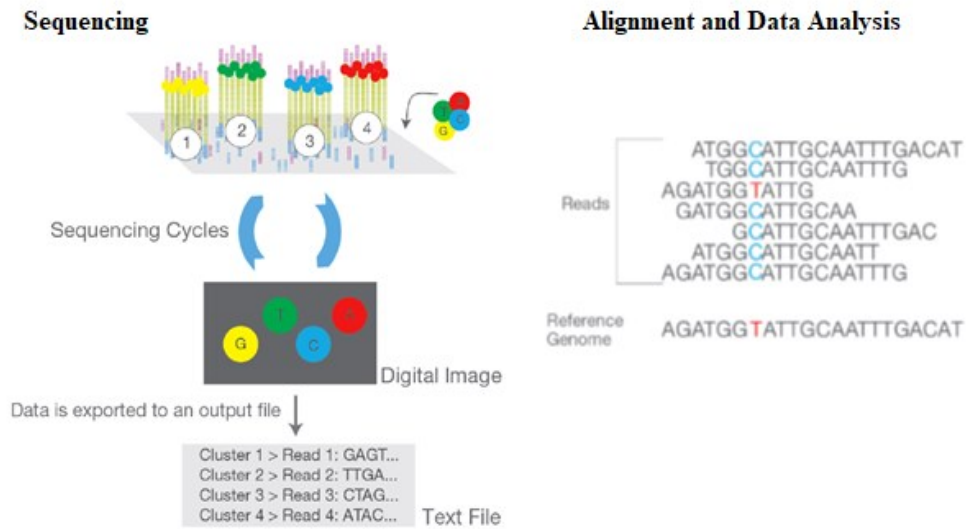 Sequencing
1
2
3
4
T
A
C
G
Sequencing Cycles
G
T
C
A
Digital Image
Data is exported to an output file
Cluster 1 > Read 1: GAGT...
Cluster 2 > Read 2: TTGA...
Cluster 3 > Read 3: CTAG...
Cluster 4 > Read 4: ATAC...
Text File
Alignment and Data Analysis
Reads
ATGGCATTGCAATTTGACAT
TGGCATTGCAATTTG
AGATGGTATTG
GATGGCATTGCAA
GCATTGCAATTTGAC
ATGGCATTGCAATT
AGATGGCATTGCAATTTG
Reference
Genome
AGATGGTATTGCAATTTGACAT